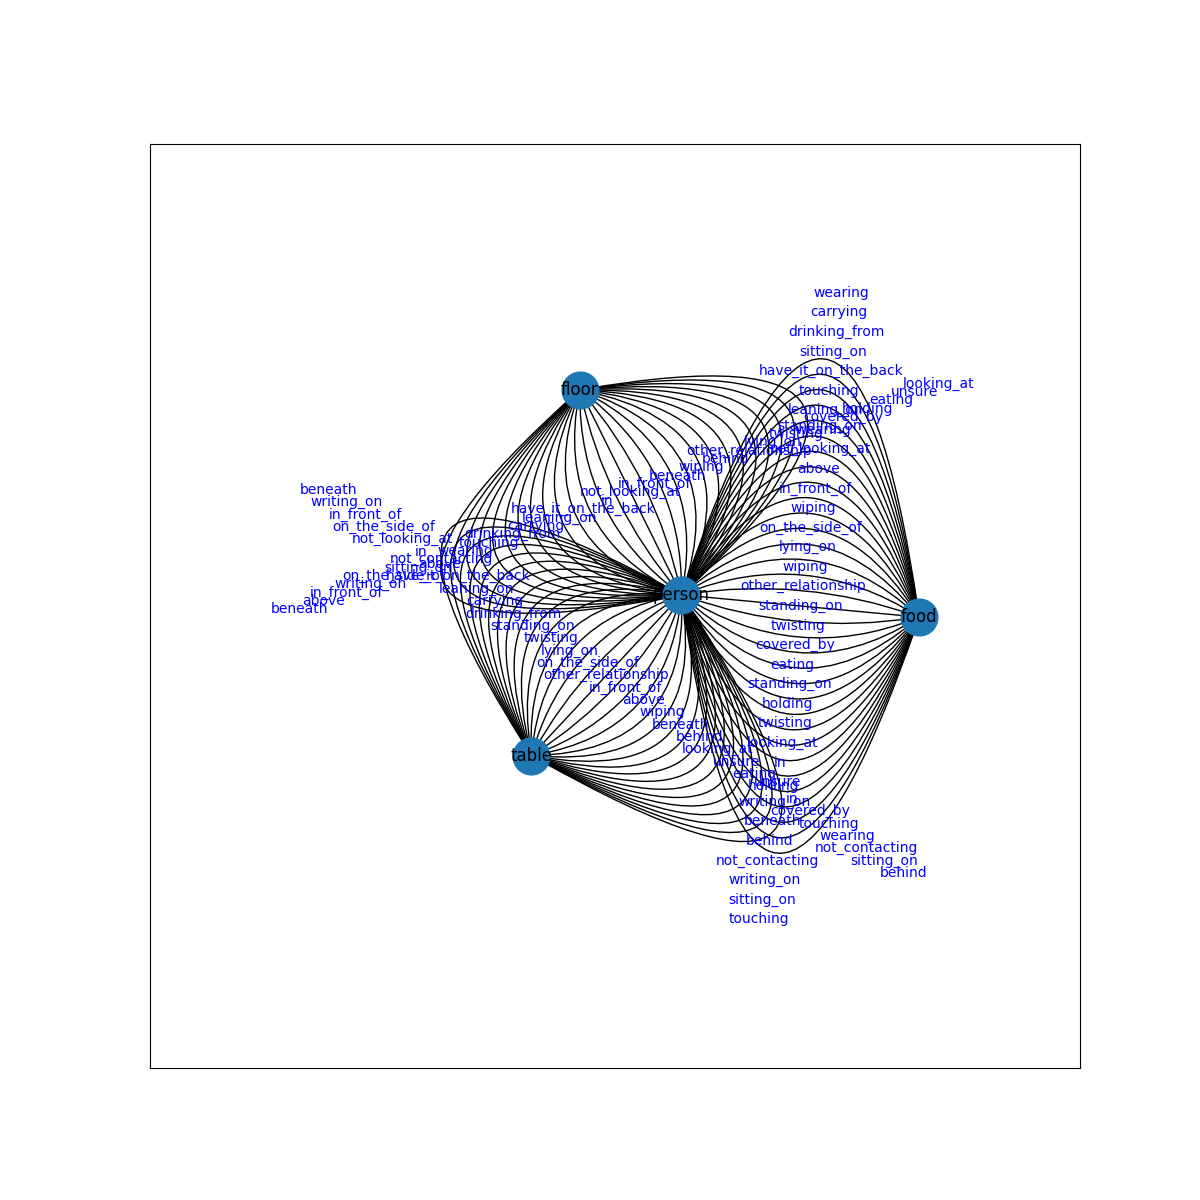 wearing
carrying
drinking_from
sitting_on
have_it_on_the_back
looking_at
floor
touching
unsure
eating
leaning_on
holding
covered_by
standing_on
wearing
twisting
lying_on
not_looking_at
other_relationship
behind
wiping
above
beneath
in_front_of
in_front_of
beneath
not_looking_at
writing_on
in
wiping
have_it_on_the_back
in_front_of
leaning_on
on_the_side_of
carrying
on_the_side_of
drinking_from
not_looking_at
touching
lying_on
in
wearing
not_contacting
above
wiping
sitting_on
on_the_side_of
have_it_on_the_back
writing_on
other_relationship
leaning_on
in_front_of
person
above
carrying
standing_on
beneath
drinking_from
food
standing_on
twisting
twisting
covered_by
lying_on
on_the_side_of
eating
other_relationship
standing_on
in_front_of
above
holding
wiping
beneath
twisting
behind
looking_at
looking_at
table
unsure
in
eating
unsure
holding
in
writing_on
covered_by
beneath
touching
wearing
behind
not_contacting
not_contacting
sitting_on
behind
writing_on
sitting_on
touching